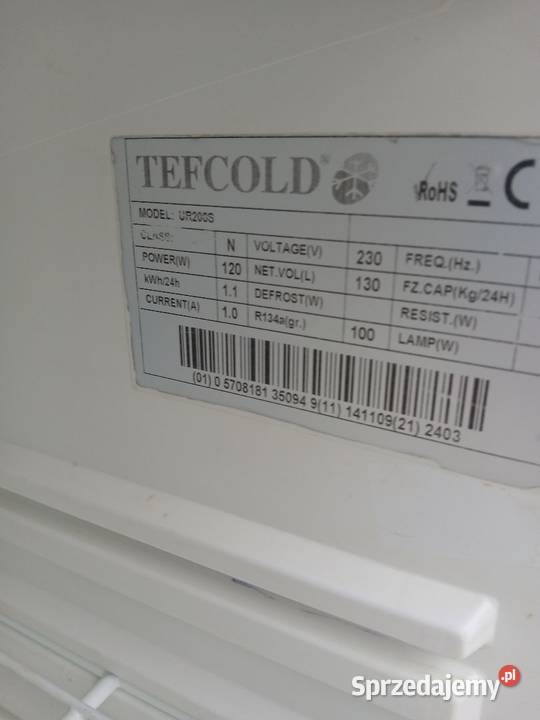 TEFCOLD®
RoHS CE
MODEL: UR200S
CLASS: N VOLTAGE(V) 230 FREQ.(Hz.)
POWER(W) 120 NET.VOL(L) 130 FZ.CAP(Kg/24H)
kWh/24h 1.1 DEFROST(W) RESIST.(W)
CURRENT(A) 1.0 R134a(gr.) 100 LAMP(W)
(01) 0 5708181 35094 9(11) 141109(21) 2403
Sprzedajemy.pl